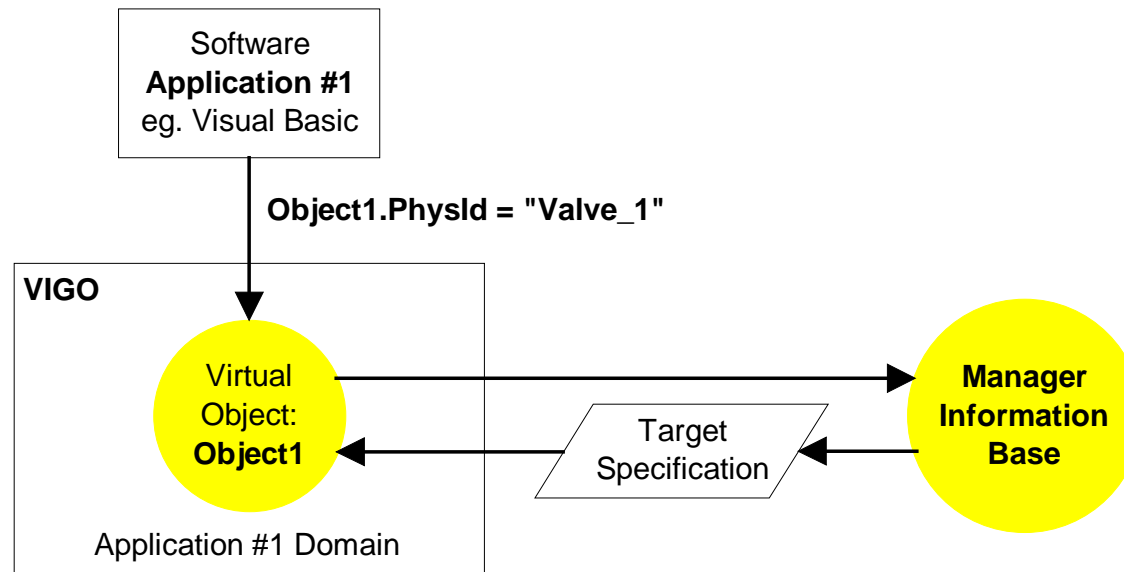 Software
Application #1
eg. Visual Basic
Object1.PhysId = "Valve_1"
VIGO
Virtual
Object:
Object1
Target
Specification
Manager
Information
Base
Application #1 Domain